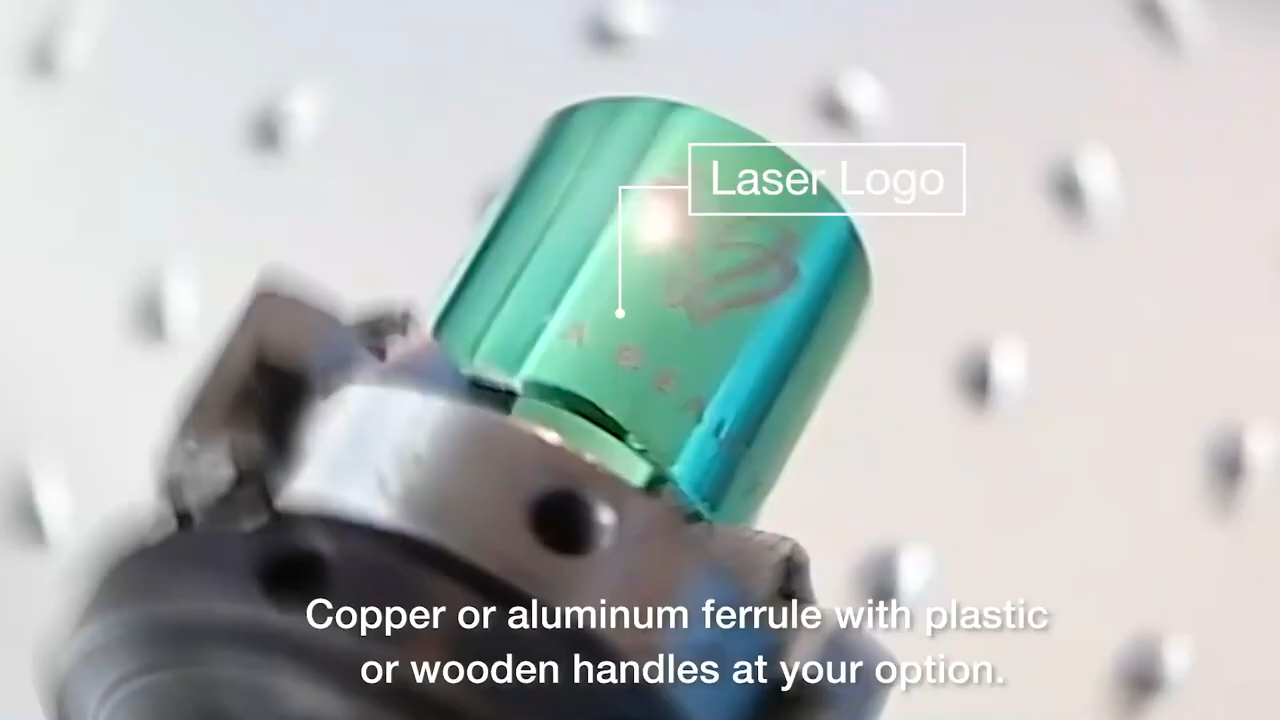 Laser Logo
Copper or aluminum ferrule with plastic
or wooden handles at your option.